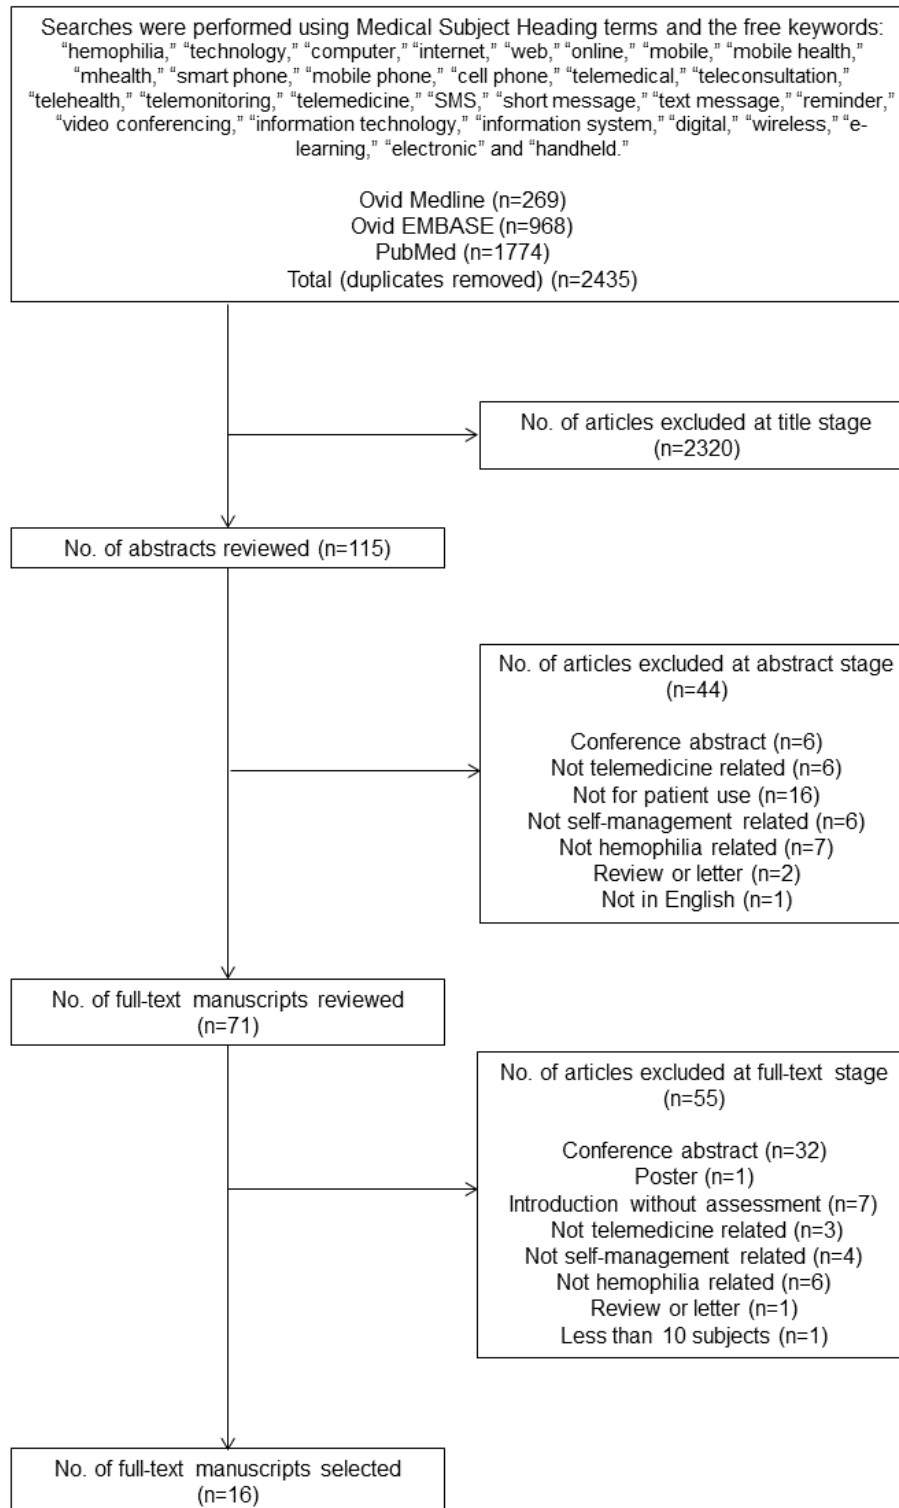 Searches were performed using Medical Subject Heading terms and the free keywords:
“hemophilia,” “technology,” “computer,” “internet,” “web,” “online,” “mobile,” “mobile health,”
“mhealth,” “smart phone,” “mobile phone,” “cell phone,” “telemedical,” “teleconsultation,”
“telehealth,” “telemonitoring,” “telemedicine,” “SMS,” “short message,” “text message,” “reminder,”
“video conferencing,” “information technology,” “information system,” “digital,” “wireless,” “e-
learning,” “electronic” and “handheld.”
Ovid Medline (n=269)
Ovid EMBASE (n=968)
PubMed (n=1774)
Total (duplicates removed) (n=2435)
No. of articles excluded at title stage
(n=2320)
No. of abstracts reviewed (n=115)
No. of articles excluded at abstract stage
(n=44)
Conference abstract (n=6)
Not telemedicine related (n=6)
Not for patient use (n=16)
Not self-management related (n=6)
Not hemophilia related (n=7)
Review or letter (n=2)
Not in English (n=1)
No. of full-text manuscripts reviewed
(n=71)
No. of articles excluded at full-text stage
(n=55)
Conference abstract (n=32)
Poster (n=1)
Introduction without assessment (n=7)
Not telemedicine related (n=3)
Not self-management related (n=4)
Not hemophilia related (n=6)
Review or letter (n=1)
Less than 10 subjects (n=1)
No. of full-text manuscripts selected
(n=16)